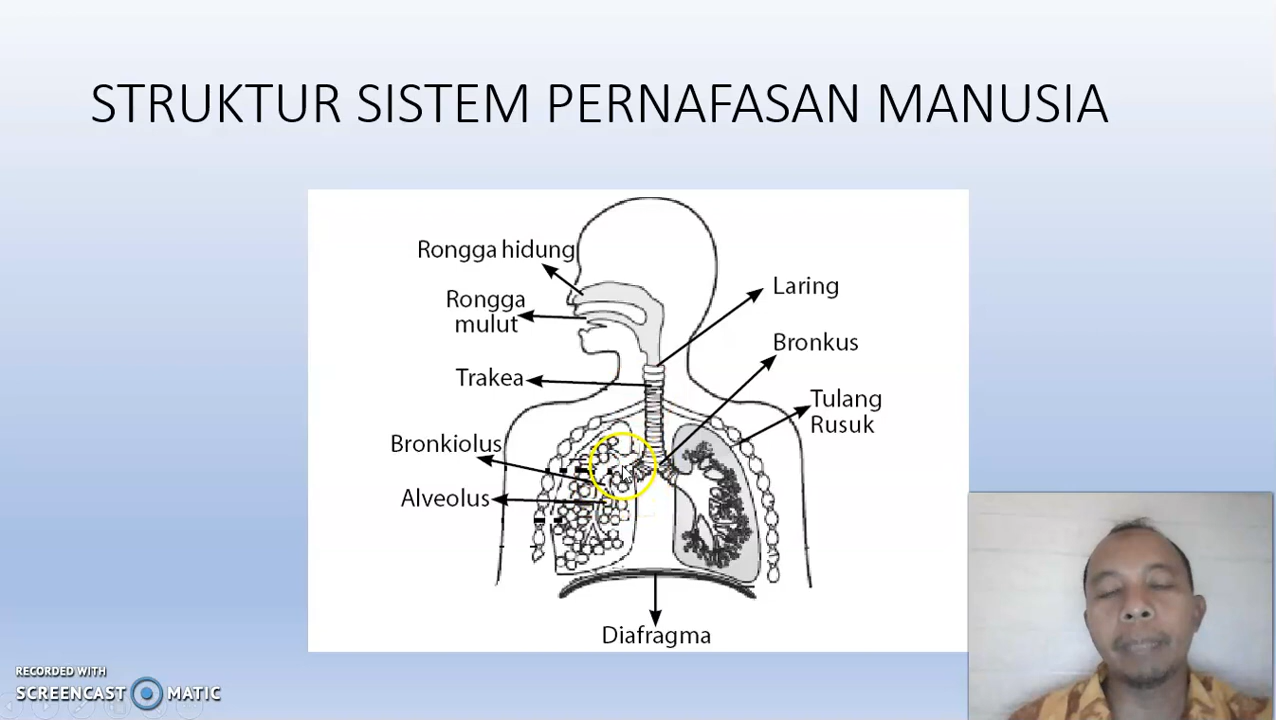 STRUKTUR SISTEM PERNAFASAN MANUSIA
Rongga hidung
Rongga
mulut
Trakea
Bronkiolus
Alveolus
Laring
Bronkus
Tulang
Rusuk
Diafragma
RECORDED WITH
SCREENCAST MATIC